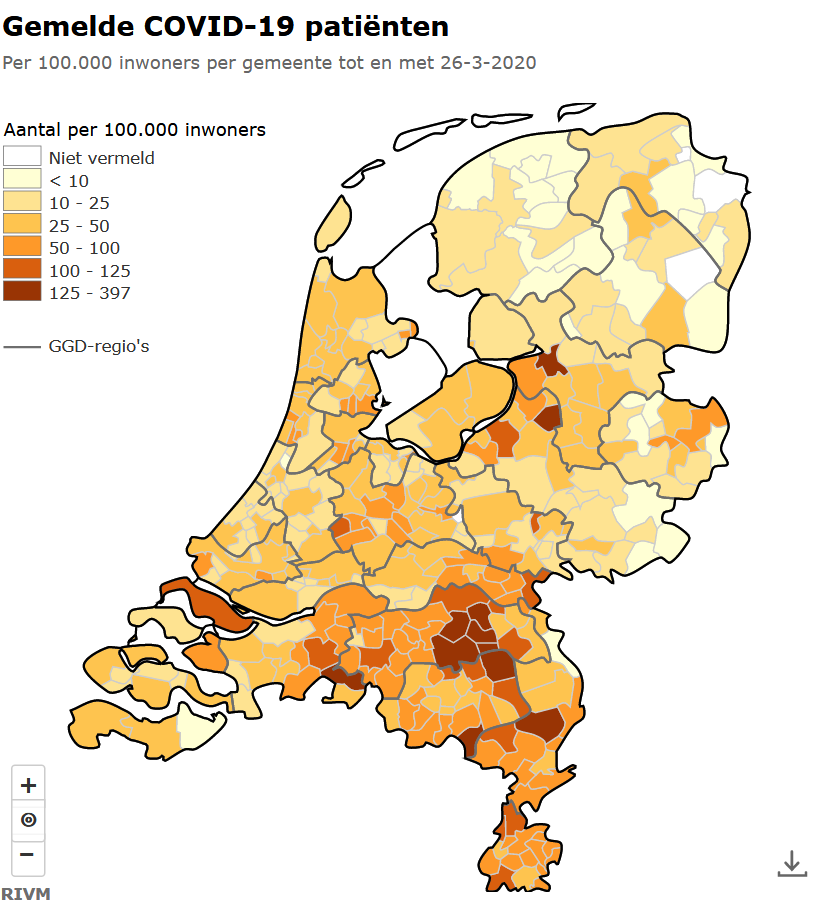 Gemelde COVID-19 patiënten
Per 100.000 inwoners per gemeente tot en met 26-3-2020
Aantal per 100.000 inwoners
Niet vermeld
< 10
10 - 25
25 - 50
50 - 100
100 - 125
125 - 397
GGD-regio's
+
−
RIVM